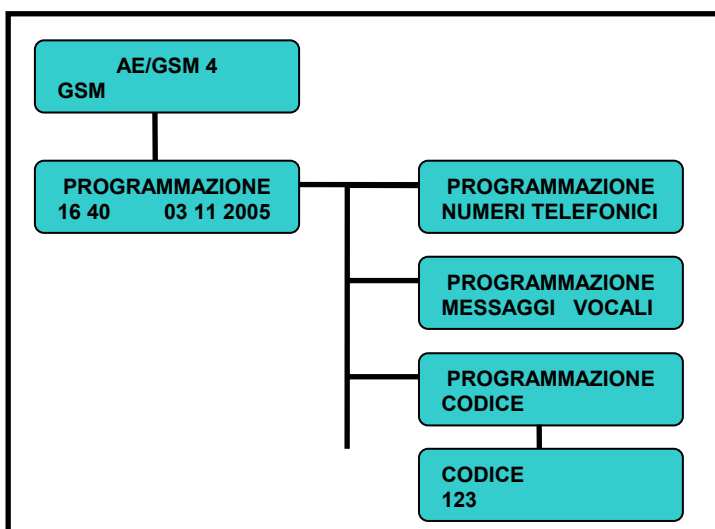 AE/GSM 4
GSM
PROGRAMMAZIONE
16 40 03 11 2005
PROGRAMMAZIONE
NUMERI TELEFONICI
PROGRAMMAZIONE
MESSAGGI VOCALI
PROGRAMMAZIONE
CODICE
CODICE
123